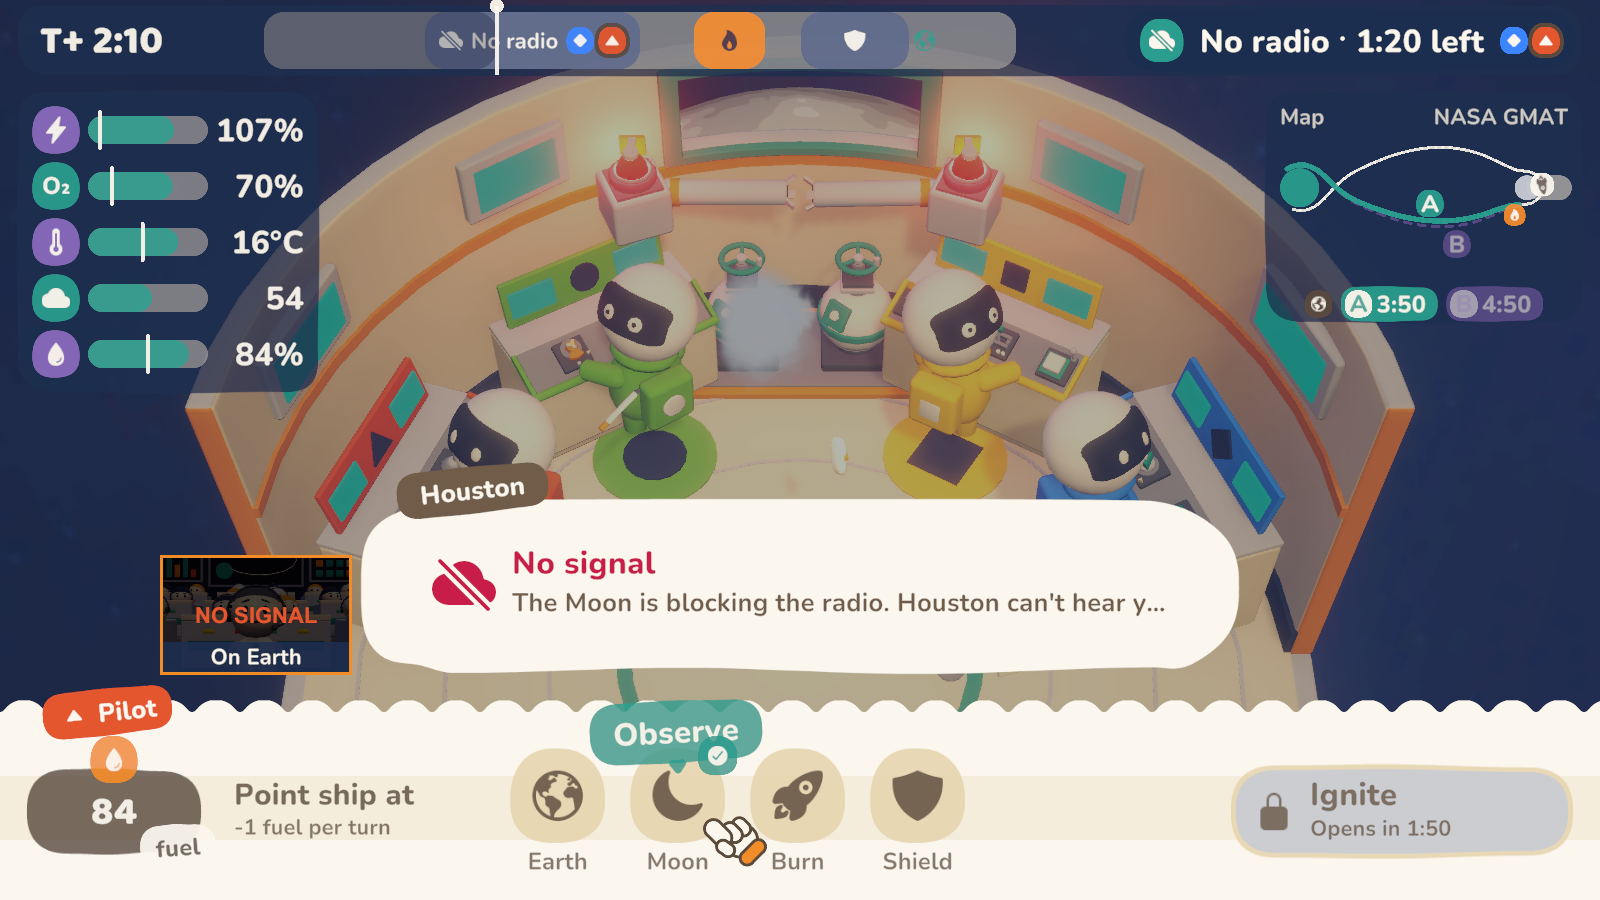 T+ 2:10
No radio
No radio · 1:20 left
107%
O₂
70%
16°C
54
84%
Map
NASA GMAT
A
B
A 3:50
B 4:50
Houston
No signal
The Moon is blocking the radio. Houston can't hear y...
NO SIGNAL
On Earth
Pilot
84
fuel
Point ship at
-1 fuel per turn
Observe
Earth
Moon
Burn
Shield
Ignite
Opens in 1:50